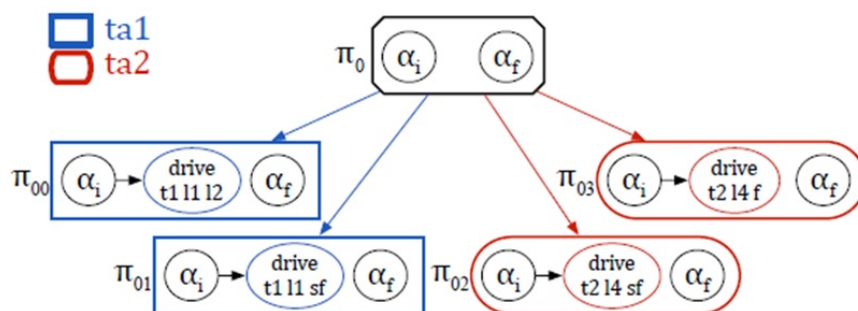 ta1
ta2
π0 αi αf
π00 αi drive t1 l1 l2 αf
π03 αi drive t2 l4 f αf
π01 αi drive t1 l1 sf αf
π02 αi drive t2 l4 sf αf